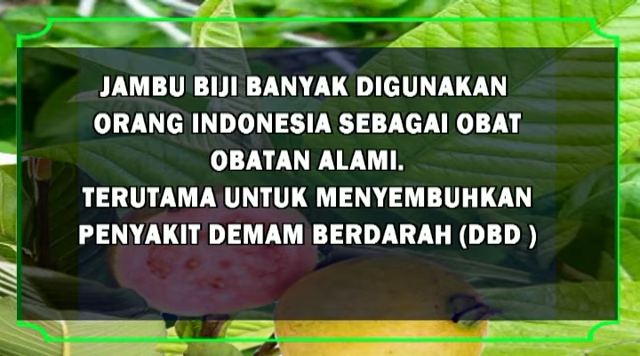 JAMBU BIJI BANYAK DIGUNAKAN
ORANG INDONESIA SEBAGAI OBAT
OBATAN ALAMI.
TERUTAMA UNTUK MENYEMBUHKAN
PENYAKIT DEMAM BERDARAH (DBD )